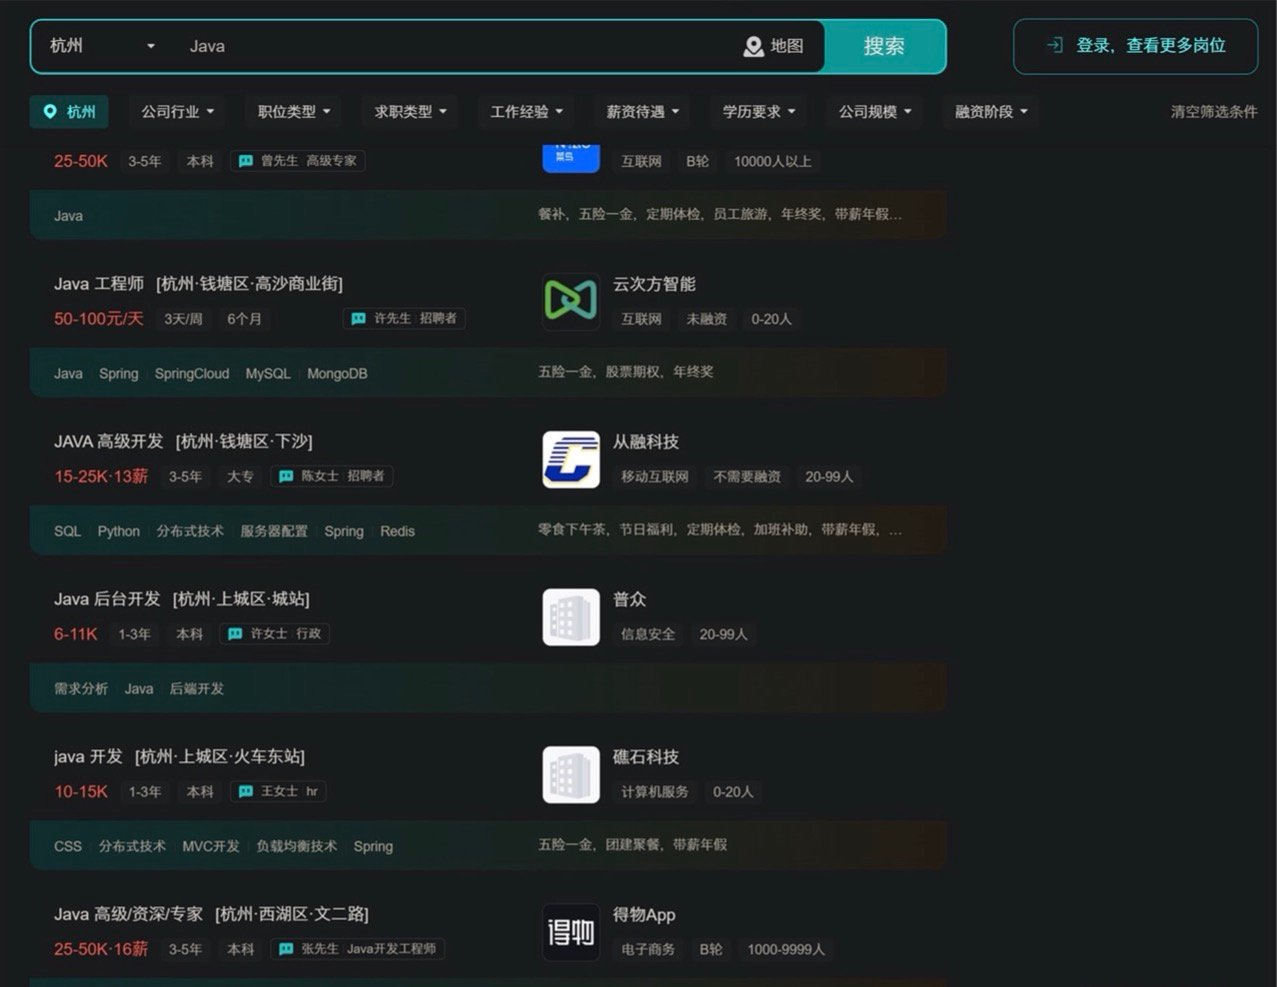 杭州 Java 地图 搜索 登录，查看更多岗位
杭州 公司行业 职位类型 求职类型 工作经验 薪资待遇 学历要求 公司规模 融资阶段 清空筛选条件
25-50K 3-5年 本科 曾先生 高级专家 菜鸟 互联网 B轮 10000人以上
Java 餐补，五险一金，定期体检，员工旅游，年终奖，带薪年假...
Java 工程师 [杭州·钱塘区·高沙商业街] 云次方智能
50-100元/天 3天/周 6个月 许先生 招聘者 互联网 未融资 0-20人
Java Spring SpringCloud MySQL MongoDB 五险一金，股票期权，年终奖
JAVA 高级开发 [杭州·钱塘区·下沙] 从融科技
15-25K·13薪 3-5年 大专 陈女士 招聘者 移动互联网 不需要融资 20-99人
SQL Python 分布式技术 服务器配置 Spring Redis 零食下午茶，节日福利，定期体检，加班补助，带薪年假，...
Java 后台开发 [杭州·上城区·城站] 普众
6-11K 1-3年 本科 许女士 行政 信息安全 20-99人
需求分析 Java 后端开发
java 开发 [杭州·上城区·火车东站] 礁石科技
10-15K 1-3年 本科 王女士 hr 计算机服务 0-20人
CSS 分布式技术 MVC开发 负载均衡技术 Spring 五险一金，团建聚餐，带薪年假
Java 高级/资深/专家 [杭州·西湖区·文二路] 得物 得物App
25-50K·16薪 3-5年 本科 张先生 Java开发工程师 电子商务 B轮 1000-9999人